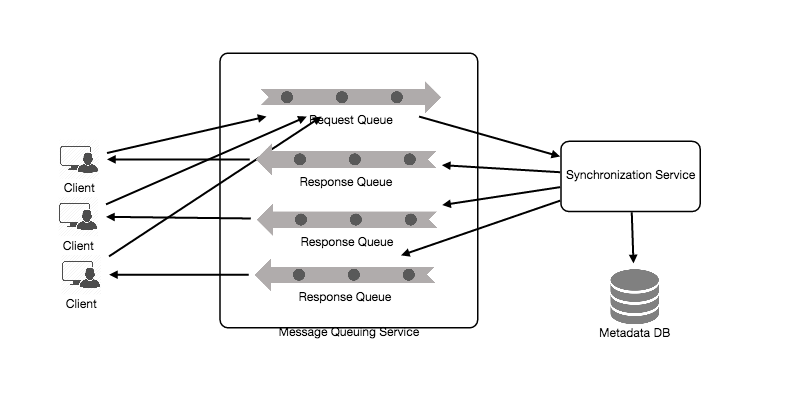 Request Queue
Client
Response Queue
Synchronization Service
Client
Response Queue
Client
Response Queue
Message Queuing Service
Metadata DB